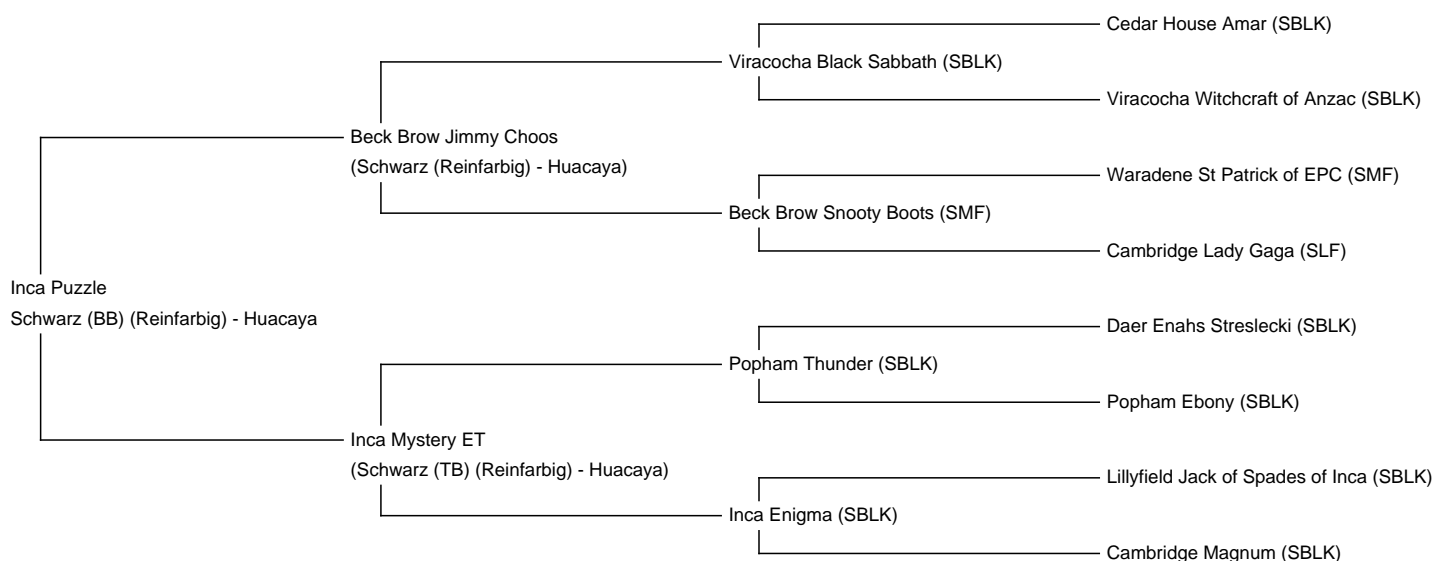 Cedar House Amar (SBLK)
Viracocha Black Sabbath (SBLK)
Viracocha Witchcraft of Anzac (SBLK)
Beck Brow Jimmy Choos
(Schwarz (Reinfarbig) - Huacaya)
Waradene St Patrick of EPC (SMF)
Beck Brow Snooty Boots (SMF)
Cambridge Lady Gaga (SLF)
Inca Puzzle
Schwarz (BB) (Reinfarbig) - Huacaya
Daer Enahs Streslecki (SBLK)
Popham Thunder (SBLK)
Popham Ebony (SBLK)
Inca Mystery ET
(Schwarz (TB) (Reinfarbig) - Huacaya)
Lillyfield Jack of Spades of Inca (SBLK)
Inca Enigma (SBLK)
Cambridge Magnum (SBLK)